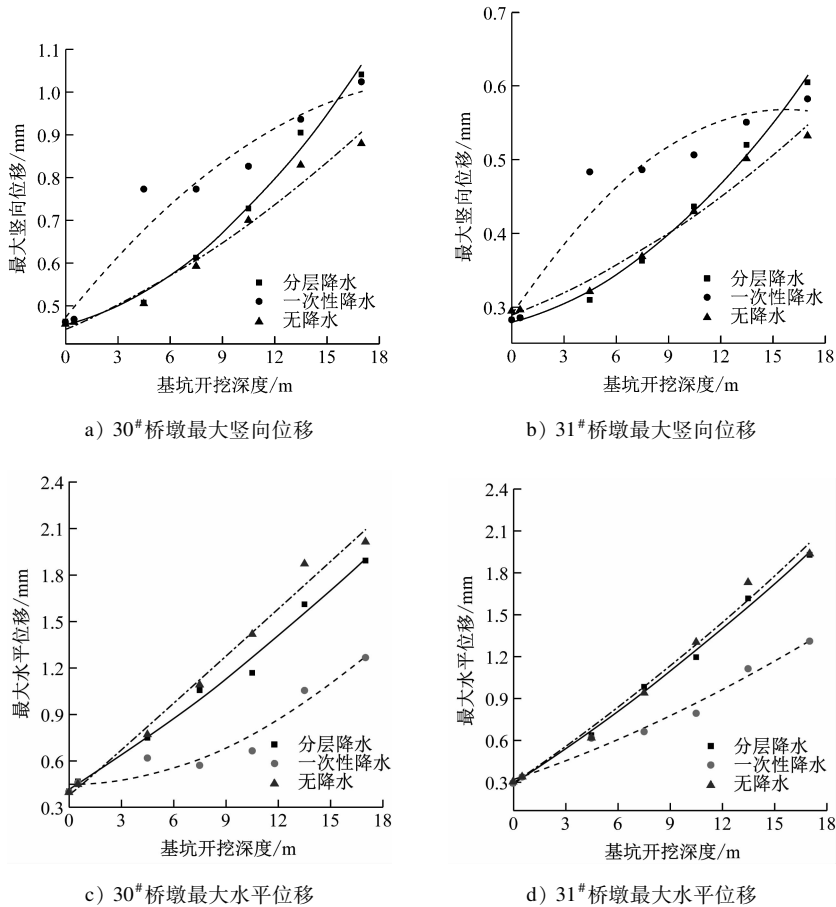 1.1
1.0
0.9
0.8
0.7
0.6
0.5
最大竖向位移/mm
分层降水
一次性降水
无降水
0 3 6 9 12 15 18
基坑开挖深度/m
a) 30#桥墩最大竖向位移
0.7
0.6
0.5
0.4
0.3
最大竖向位移/mm
分层降水
一次性降水
无降水
0 3 6 9 12 15 18
基坑开挖深度/m
b) 31#桥墩最大竖向位移
2.4
2.1
1.8
1.5
1.2
0.9
0.6
0.3
最大水平位移/mm
分层降水
一次性降水
无降水
0 3 6 9 12 15 18
基坑开挖深度/m
c) 30#桥墩最大水平位移
2.4
2.1
1.8
1.5
1.2
0.9
0.6
0.3
最大水平位移/mm
分层降水
一次性降水
无降水
0 3 6 9 12 15 18
基坑开挖深度/m
d) 31#桥墩最大水平位移